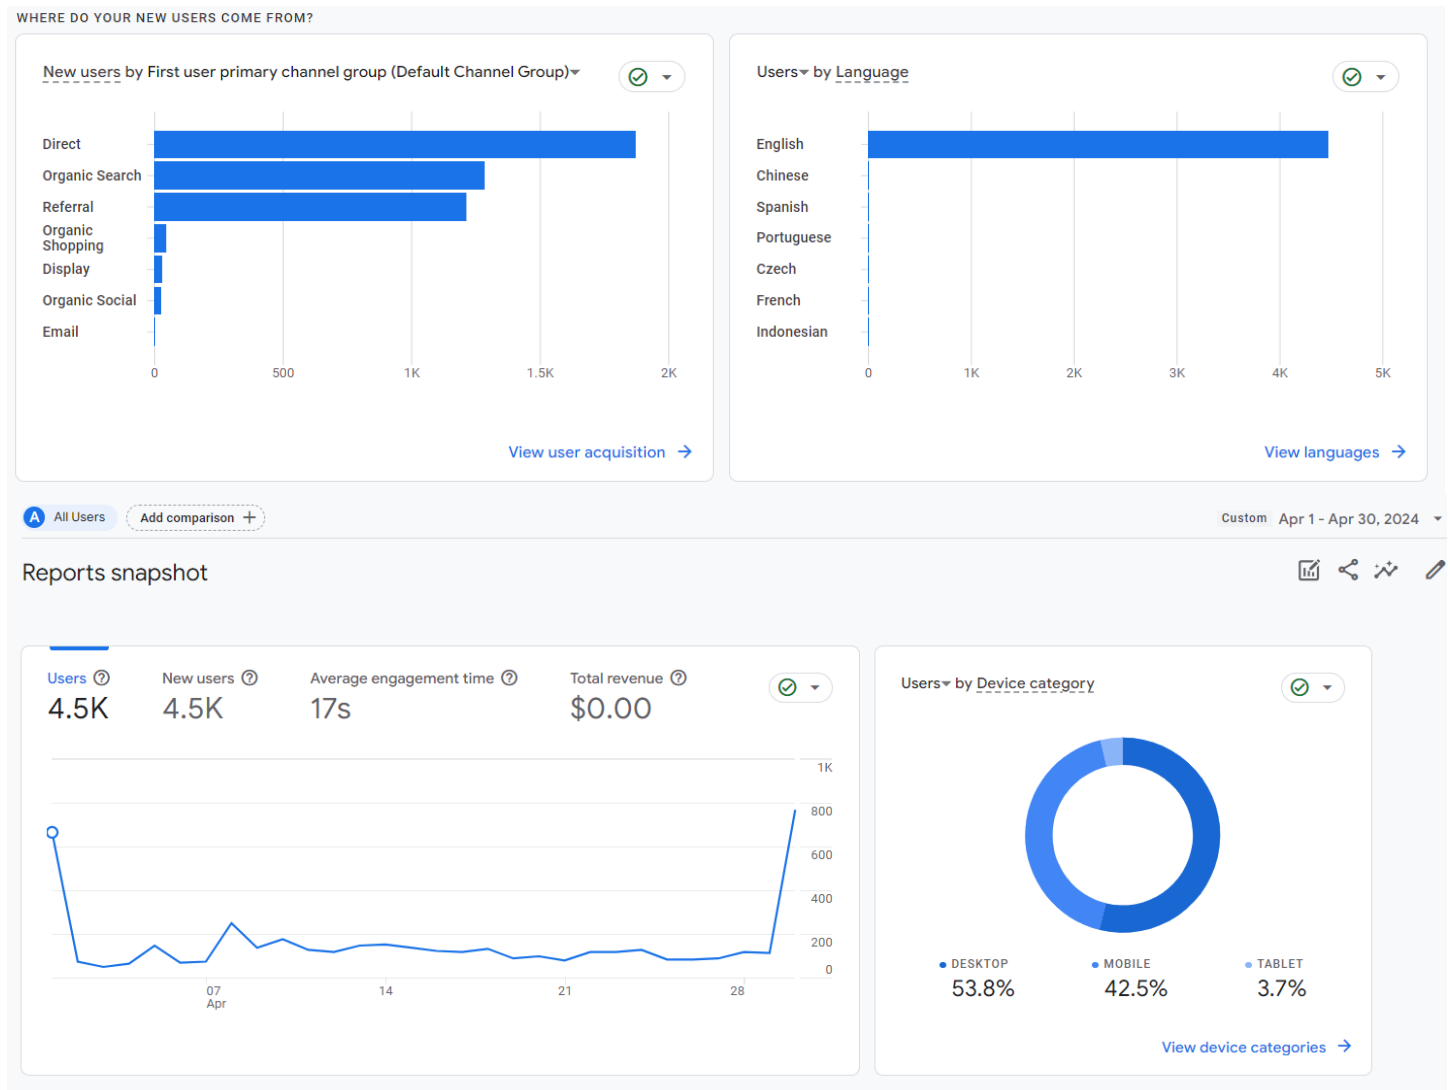 WHERE DO YOUR NEW USERS COME FROM?
New users by First user primary channel group (Default Channel Group)
Direct
Organic Search
Referral
Organic
Shopping
Display
Organic Social
Email
0 500 1K 1.5K 2K
View user acquisition
Users by Language
English
Chinese
Spanish
Portuguese
Czech
French
Indonesian
0 1K 2K 3K 4K 5K
View languages
A All Users Add comparison +
Custom Apr 1 - Apr 30, 2024
Reports snapshot
Users New users Average engagement time Total revenue
4.5K 4.5K 17s $0.00
1K
800
600
400
200
0
07 14 21 28
Apr
Users by Device category
DESKTOP MOBILE TABLET
53.8% 42.5% 3.7%
View device categories